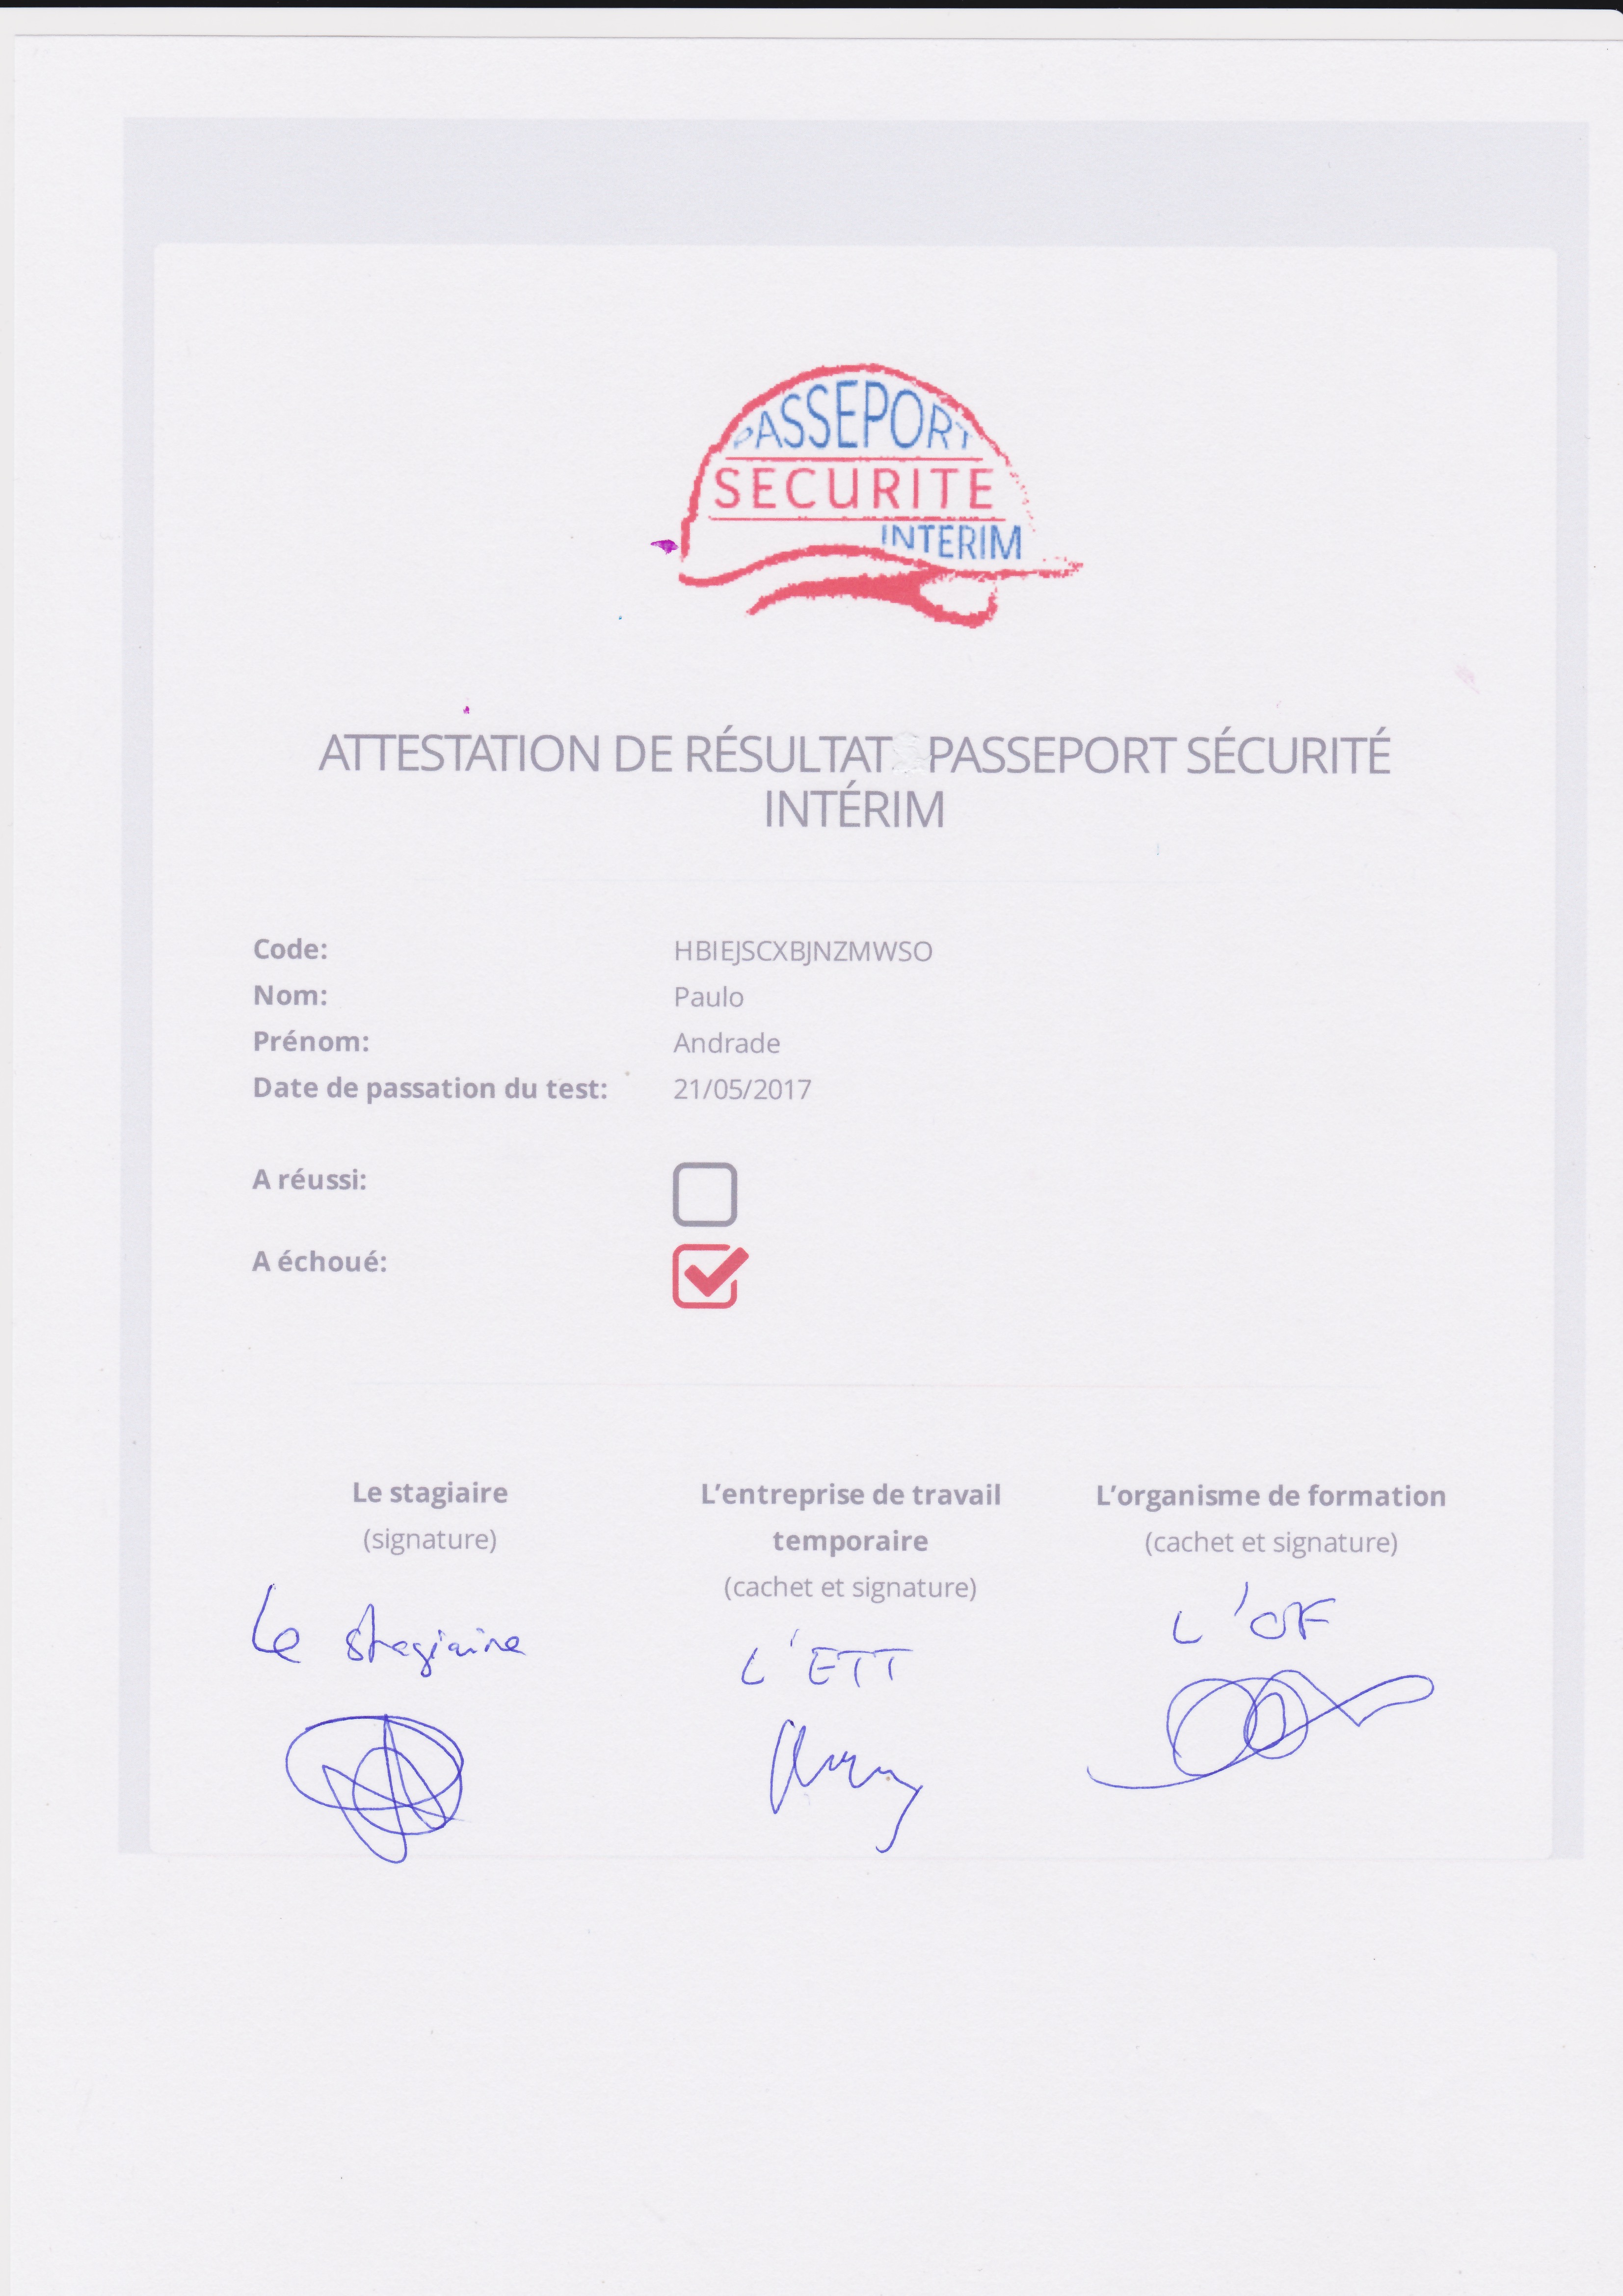 PASSEPORT
SECURITE
INTERIM
ATTESTATION DE RÉSULTAT PASSEPORT SÉCURITÉ
INTÉRIM
Code: HBIEJSCXBJNZMWSO
Nom: Paulo
Prénom: Andrade
Date de passation du test: 21/05/2017
A réussi:
A échoué:
Le stagiaire
(signature)
Le stagiaire
L’entreprise de travail
temporaire
(cachet et signature)
L'ETT
L’organisme de formation
(cachet et signature)
L'OF